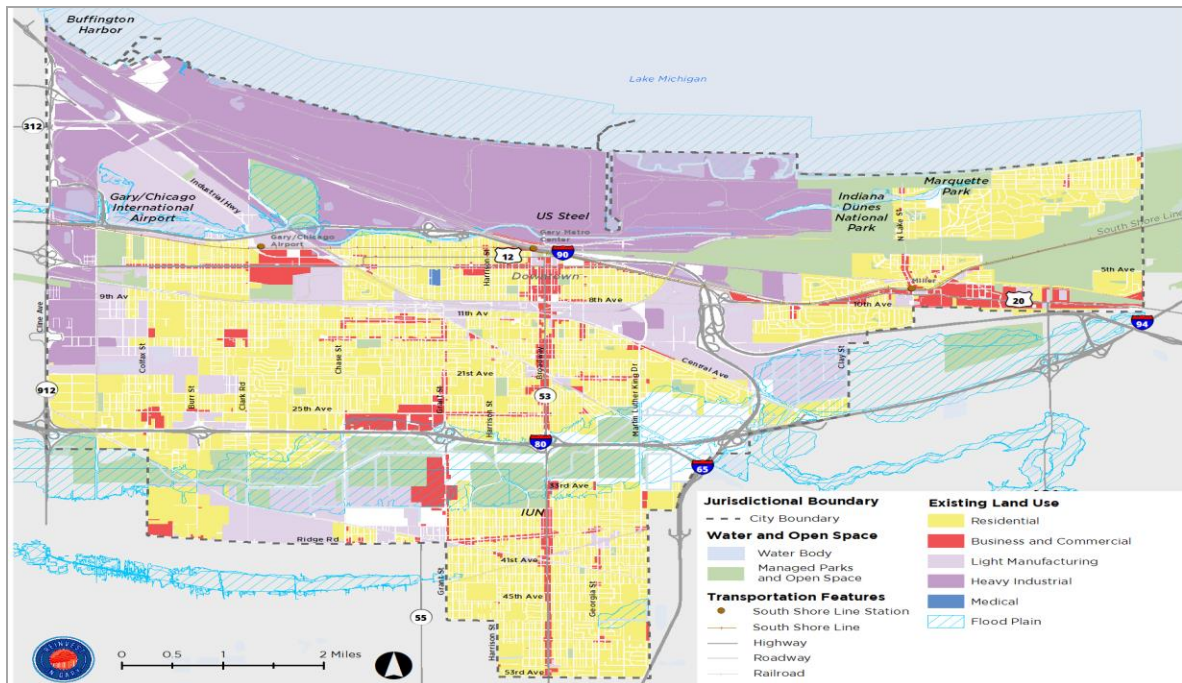 Buffington
Harbor
Lake Michigan
312
Industrial Hwy
Gary/Chicago
International
Airport
US Steel
Indiana
Dunes
National
Park
Marquette
Park
N Lake St
South Shore Line
Gary/Chicago
Airport
Gary Metro
Center
Harrison St
12
90
Downtown
5th Ave
Miller
20
9th Av
8th Ave
10th Ave
11th Av
94
Cline Ave
Colfax St
Chase St
Broadway
Central Ave
Clay St
912
Burr St
Clark Rd
21st Ave
Grant St
Harrison St
53
Martin Luther King Dr
25th Ave
80
65
33rd Ave
IUN
Ridge Rd
41st Ave
Grant St
45th Ave
Georgia St
55
Harrison St
53rd Ave
Jurisdictional Boundary
City Boundary
Water and Open Space
Water Body
Managed Parks
and Open Space
Transportation Features
South Shore Line Station
South Shore Line
Highway
Roadway
Railroad
Existing Land Use
Residential
Business and Commercial
Light Manufacturing
Heavy Industrial
Medical
Flood Plain
0 0.5 1 2 Miles